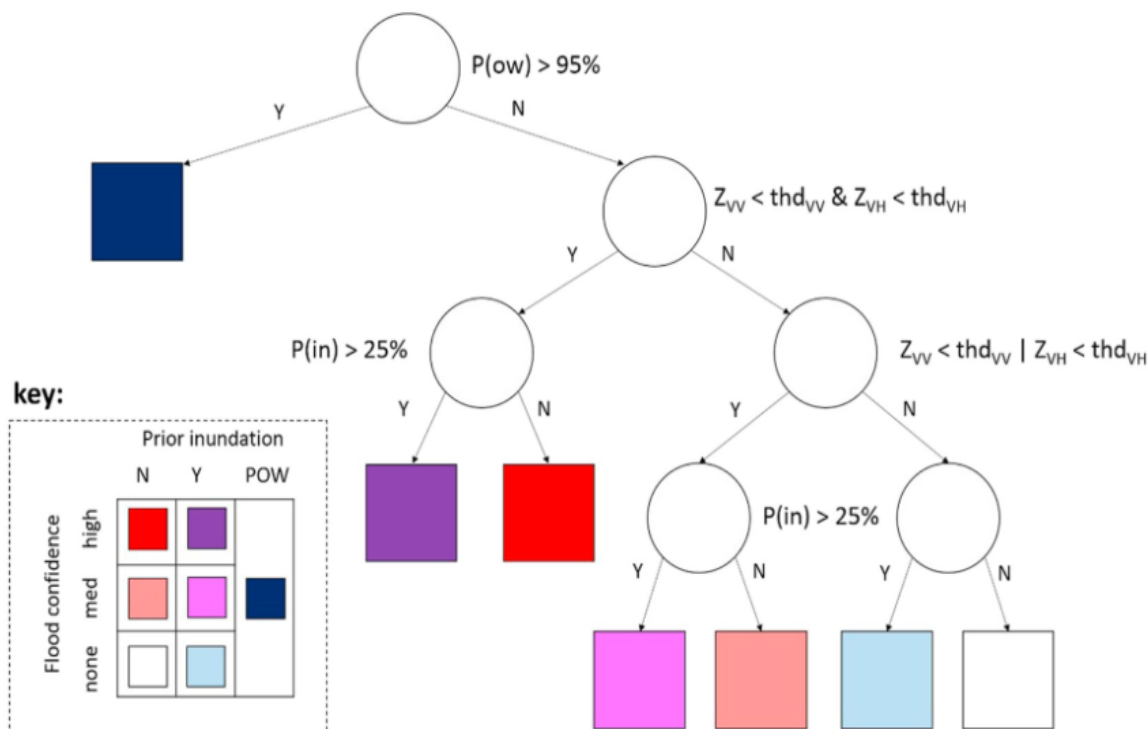 P(ow) > 95%
Y
N
Z_VV < thd_VV & Z_VH < thd_VH
Y
N
P(in) > 25%
Z_VV < thd_VV | Z_VH < thd_VH
key:
Y
N
Y
N
Prior inundation
N Y POW
P(in) > 25%
Flood confidence
high
med
none
Y
N
Y
N